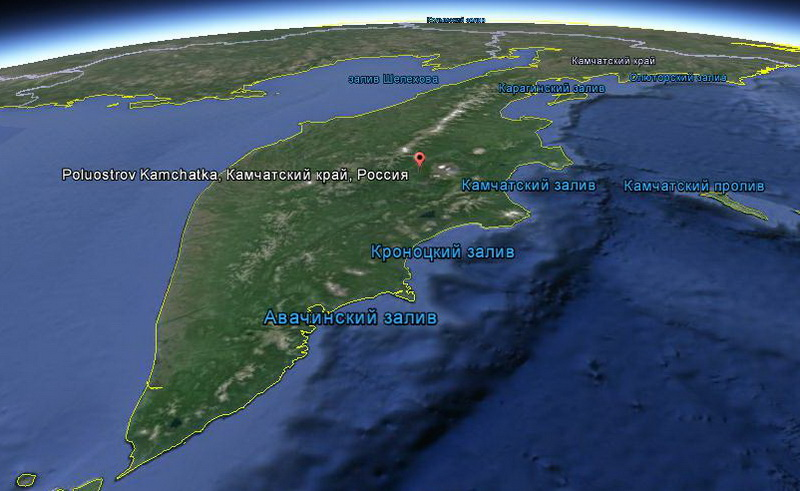 Камчатский край
залив Шелехова
Олюторский залив
Карагинский залив
Poluostrov Kamchatka, Камчатский край, Россия
Камчатский залив
Камчатский пролив
Кроноцкий залив
Авачинский залив